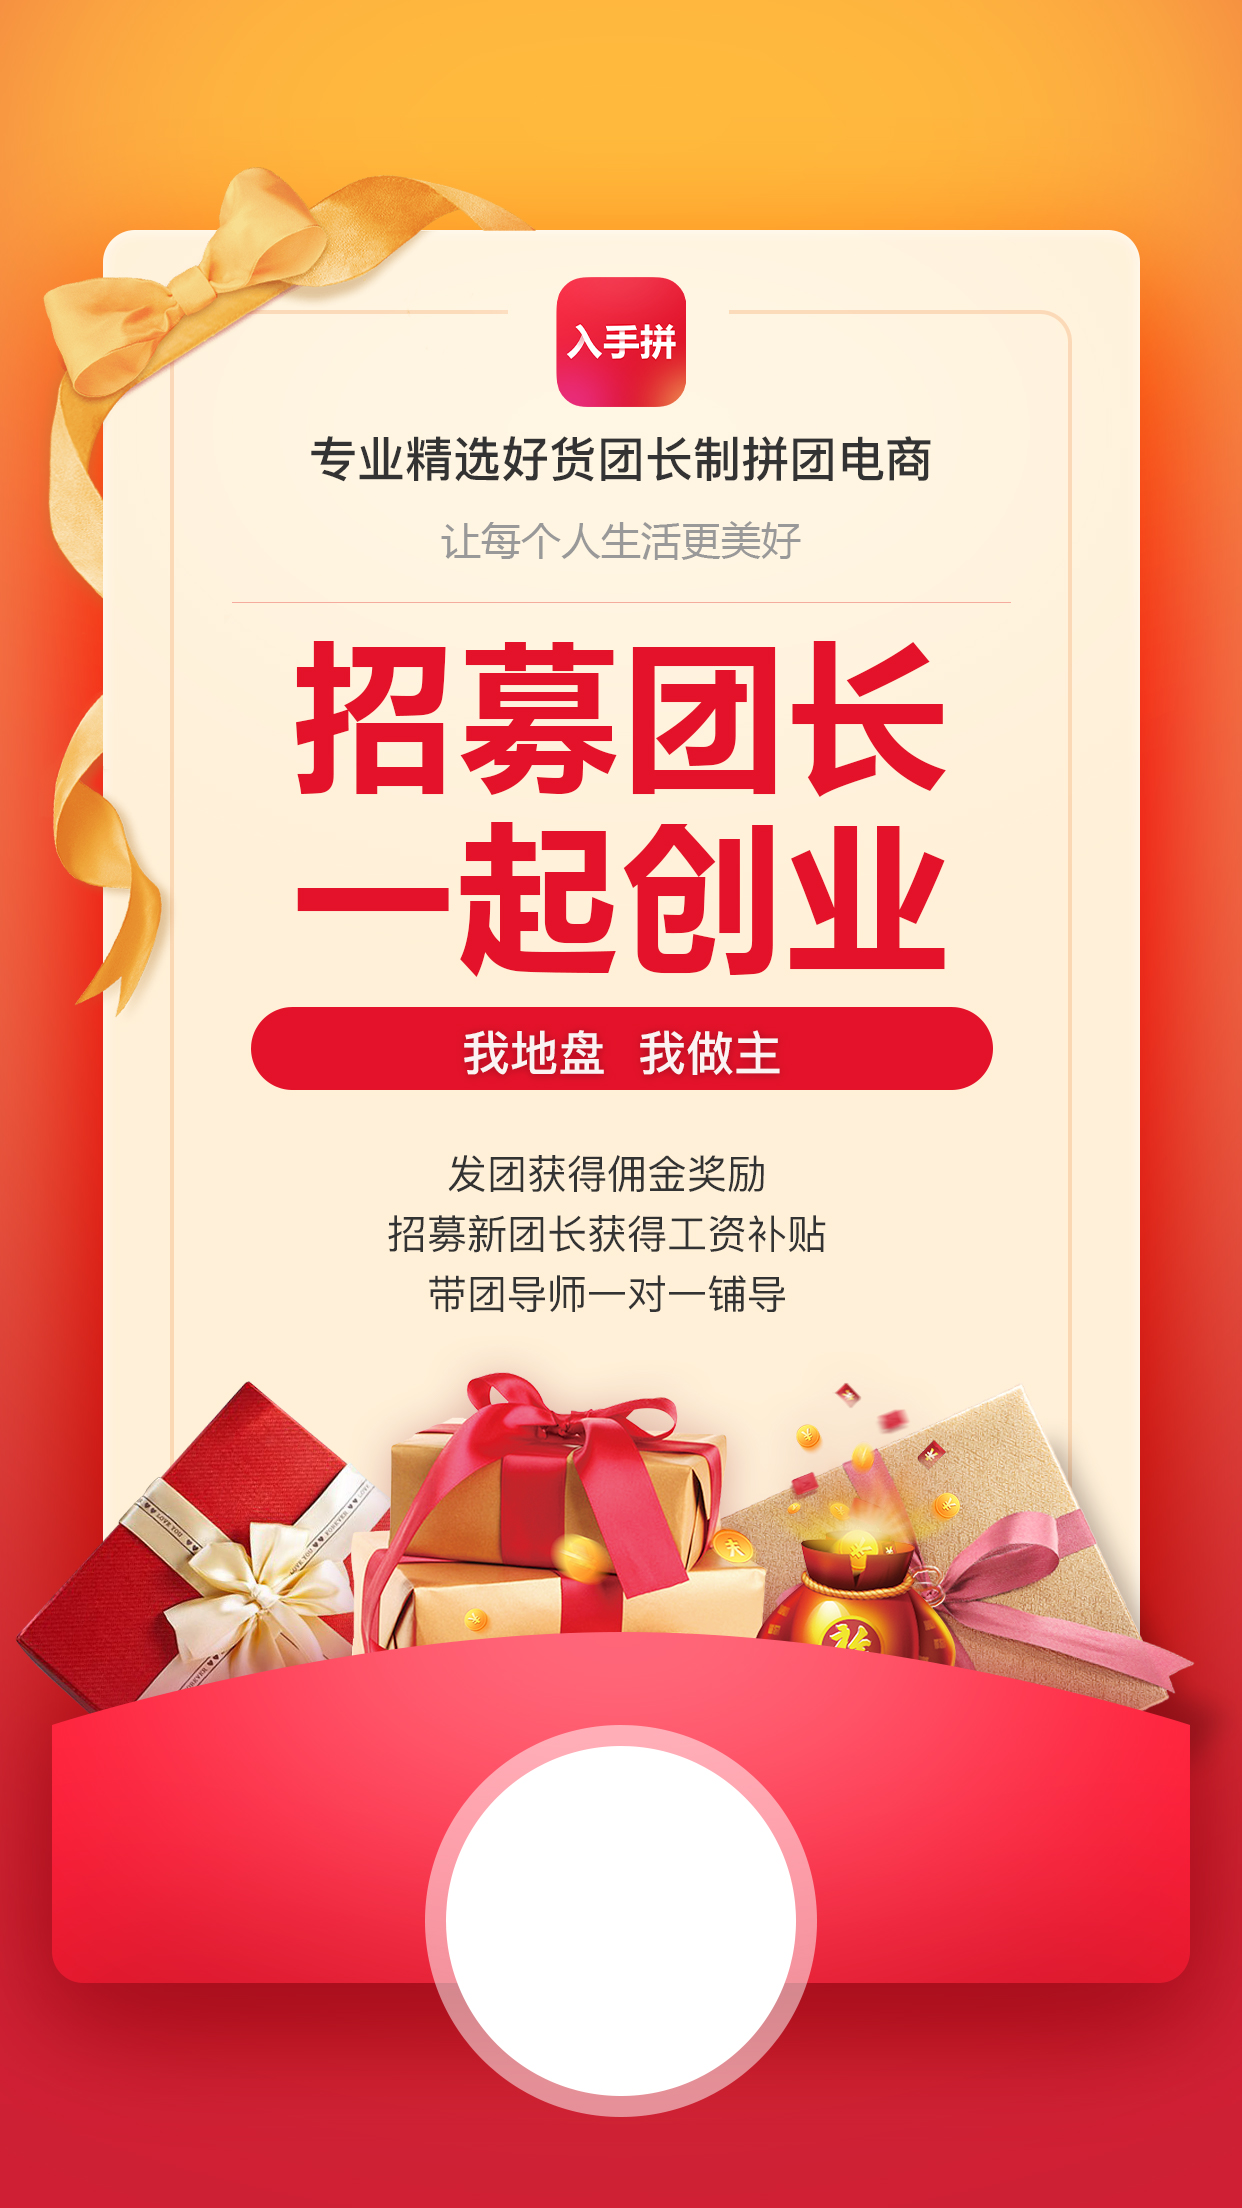 入手拼
专业精选好货团长制拼团电商
让每个人生活更美好
招募团长
一起创业
我地盘 我做主
发团获得佣金奖励
招募新团长获得工资补贴
带团导师一对一铺导